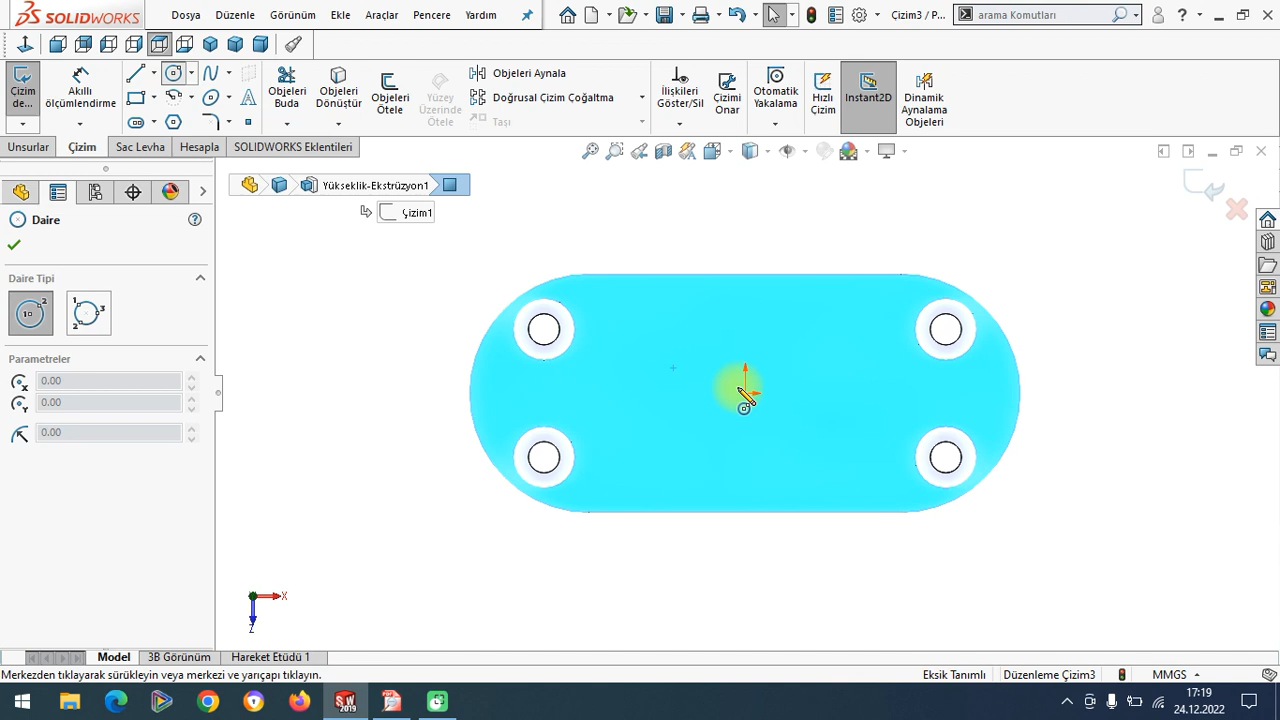 SOLIDWORKS
Dosya
Düzenle
Görünüm
Ekle
Araçlar
Pencere
Yardım
Çizim3 / P...
arama Komutları
Çizim de...
Akıllı ölçümlendirme
Objeleri Buda
Objeleri Dönüştür
Objeleri Ötele
Yüzey Üzerinde Ötele
Objeleri Aynala
Doğrusal Çizim Çoğaltma
Taşı
İlişkileri Göster/Sil
Çizimi Onar
Otomatik Yakalama
Hızlı Çizim
Instant2D
Dinamik Aynalama Objeleri
Unsurlar
Çizim
Sac Levha
Hesapla
SOLIDWORKS Eklentileri
Yükseklik-Ekstrüzyon1
Çizim1
Daire
Daire Tipi
Parametreler
0.00
0.00
0.00
X
Z
Model
3B Görünüm
Hareket Etüdü 1
Merkezden tıklayarak sürükleyin veya merkezi ve yarıçapı tıklayın.
Eksik Tanımlı
Düzenleme Çizim3
MMGS
17:19
24.12.2022